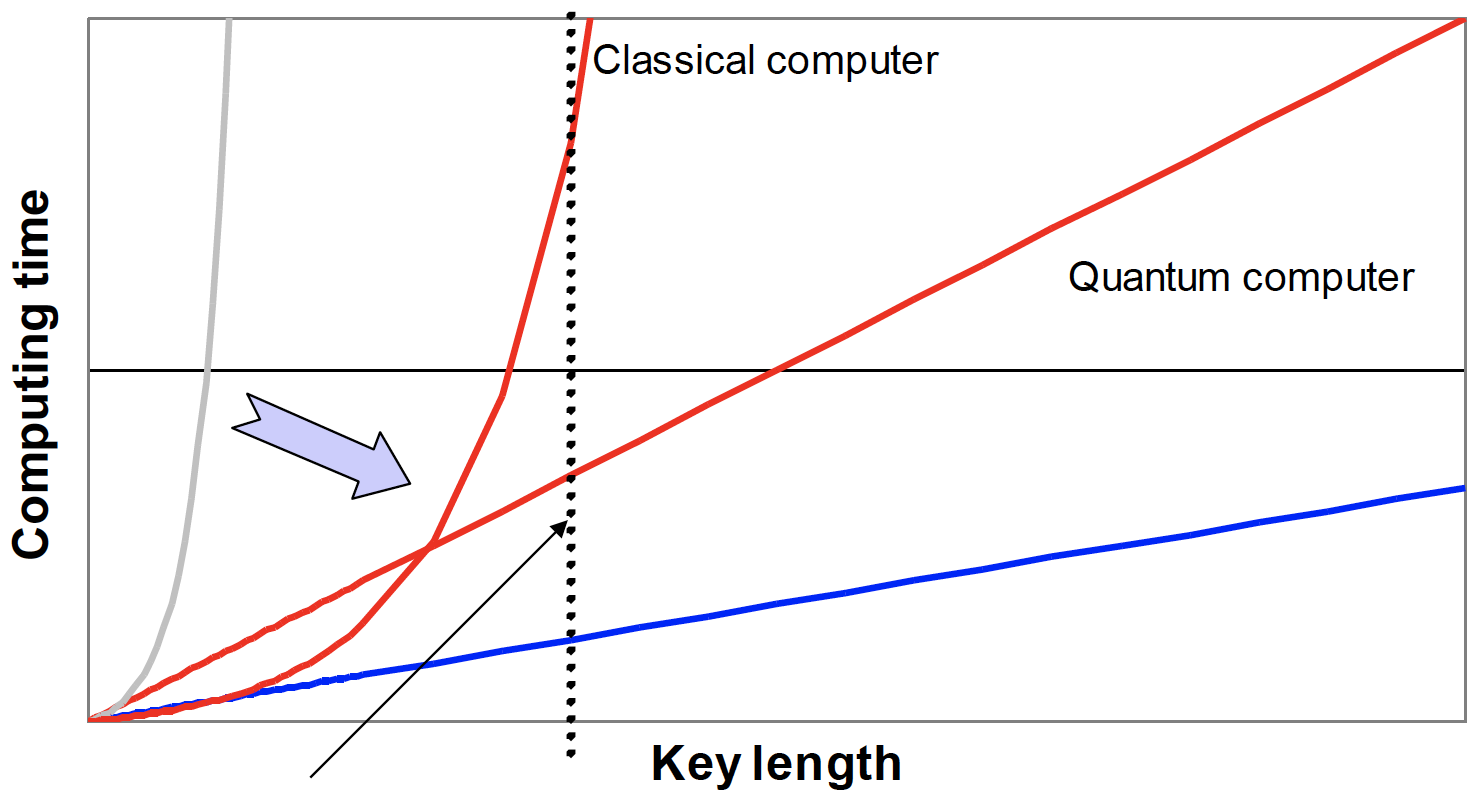 Classical computer
Quantum computer
Computing time
Key length